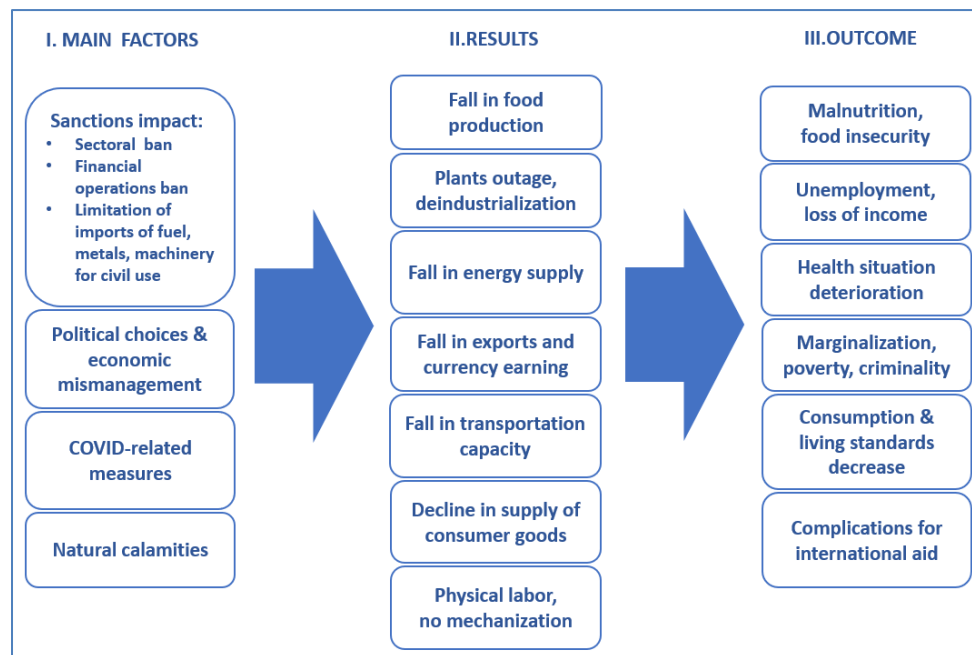 I. MAIN FACTORS
Sanctions impact:
• Sectoral ban
• Financial
operations ban
• Limitation of
imports of fuel,
metals, machinery
for civil use
Political choices &
economic
mismanagement
COVID-related
measures
Natural calamities
II.RESULTS
Fall in food
production
Plants outage,
deindustrialization
Fall in energy supply
Fall in exports and
currency earning
Fall in transportation
capacity
Decline in supply of
consumer goods
Physical labor,
no mechanization
III.OUTCOME
Malnutrition,
food insecurity
Unemployment,
loss of income
Health situation
deterioration
Marginalization,
poverty, criminality
Consumption &
living standards
decrease
Complications for
international aid